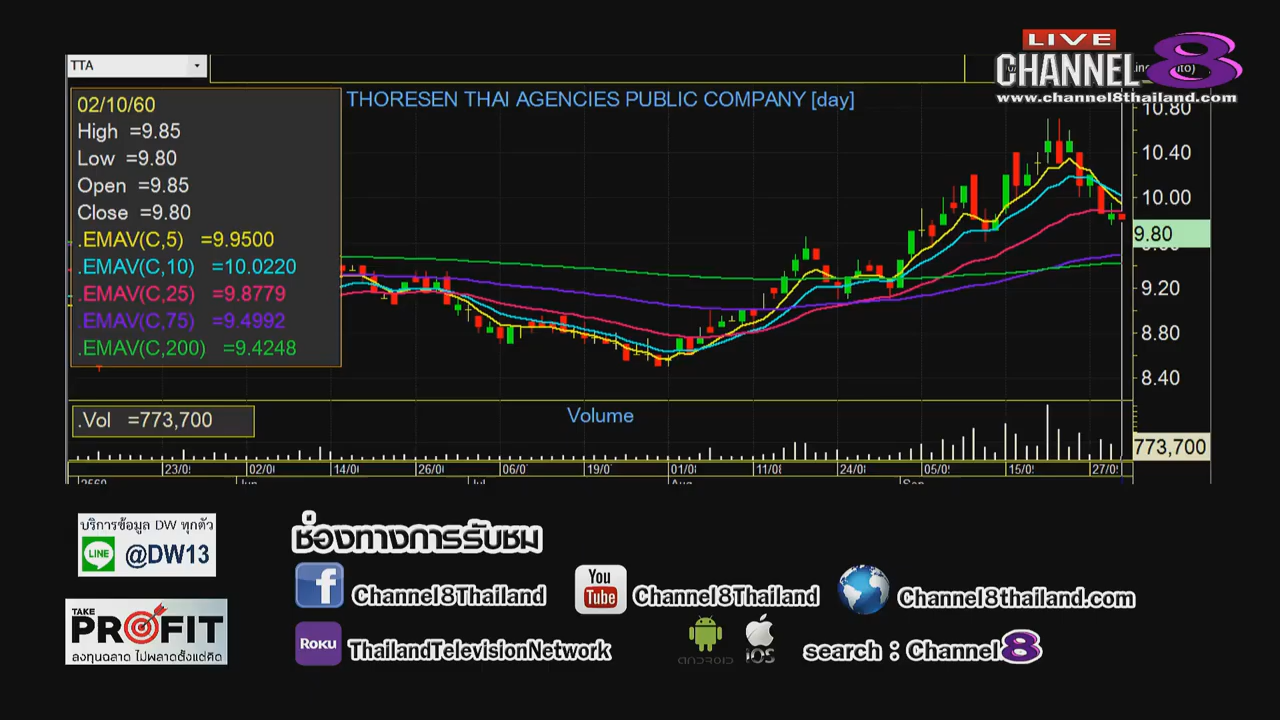 LIVE
CHANNEL 8
www.channel8thailand.com
TTA
THORESEN THAI AGENCIES PUBLIC COMPANY [day]
02/10/60
High =9.85
Low =9.80
Open =9.85
Close =9.80
.EMAV(C,5) =9.9500
.EMAV(C,10) =10.0220
.EMAV(C,25) =9.8779
.EMAV(C,75) =9.4992
.EMAV(C,200) =9.4248
10.80
10.40
10.00
9.80
9.20
8.80
8.40
.Vol =773,700
Volume
773,700
23/0 02/0 14/0 26/0 06/0 19/0 01/0 11/0 24/0 05/0 15/0 27/0
2560 Jun Jul Aug Sep
บริการข้อมูล DW ทุกตัว
LINE @DW13
TAKE
PROFIT
ลงทุนฉลาด ไม่พลาดตั้งแต่คิด
ช่องทางการรับชม
f Channel8Thailand
You Tube Channel8Thailand
Channel8thailand.com
Roku ThailandTelevisionNetwork
ANDROID
iOS
search : Channel 8